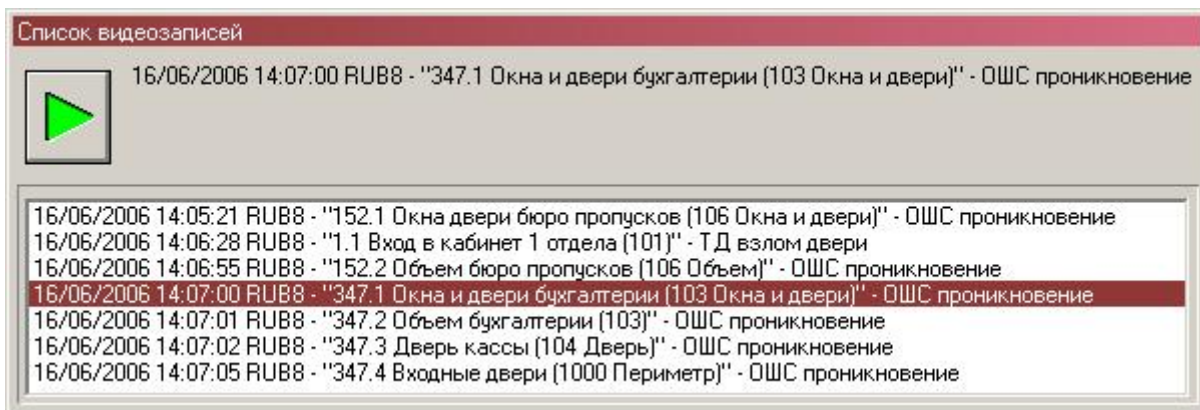 Список видеозаписей
16/06/2006 14:07:00 RUB8 - "347.1 Окна и двери бухгалтерии (103 Окна и двери)" - ОШС проникновение
16/06/2006 14:05:21 RUB8 - "152.1 Окна двери бюро пропусков (106 Окна и двери)" - ОШС проникновение
16/06/2006 14:06:28 RUB8 - "1.1 Вход в кабинет 1 отдела (101)" - ТД взлом двери
16/06/2006 14:06:55 RUB8 - "152.2 Объем бюро пропусков (106 Объем)" - ОШС проникновение
16/06/2006 14:07:00 RUB8 - "347.1 Окна и двери бухгалтерии (103 Окна и двери)" - ОШС проникновение
16/06/2006 14:07:01 RUB8 - "347.2 Объем бухгалтерии (103)" - ОШС проникновение
16/06/2006 14:07:02 RUB8 - "347.3 Дверь кассы (104 Дверь)" - ОШС проникновение
16/06/2006 14:07:05 RUB8 - "347.4 Входные двери (1000 Периметр)" - ОШС проникновение